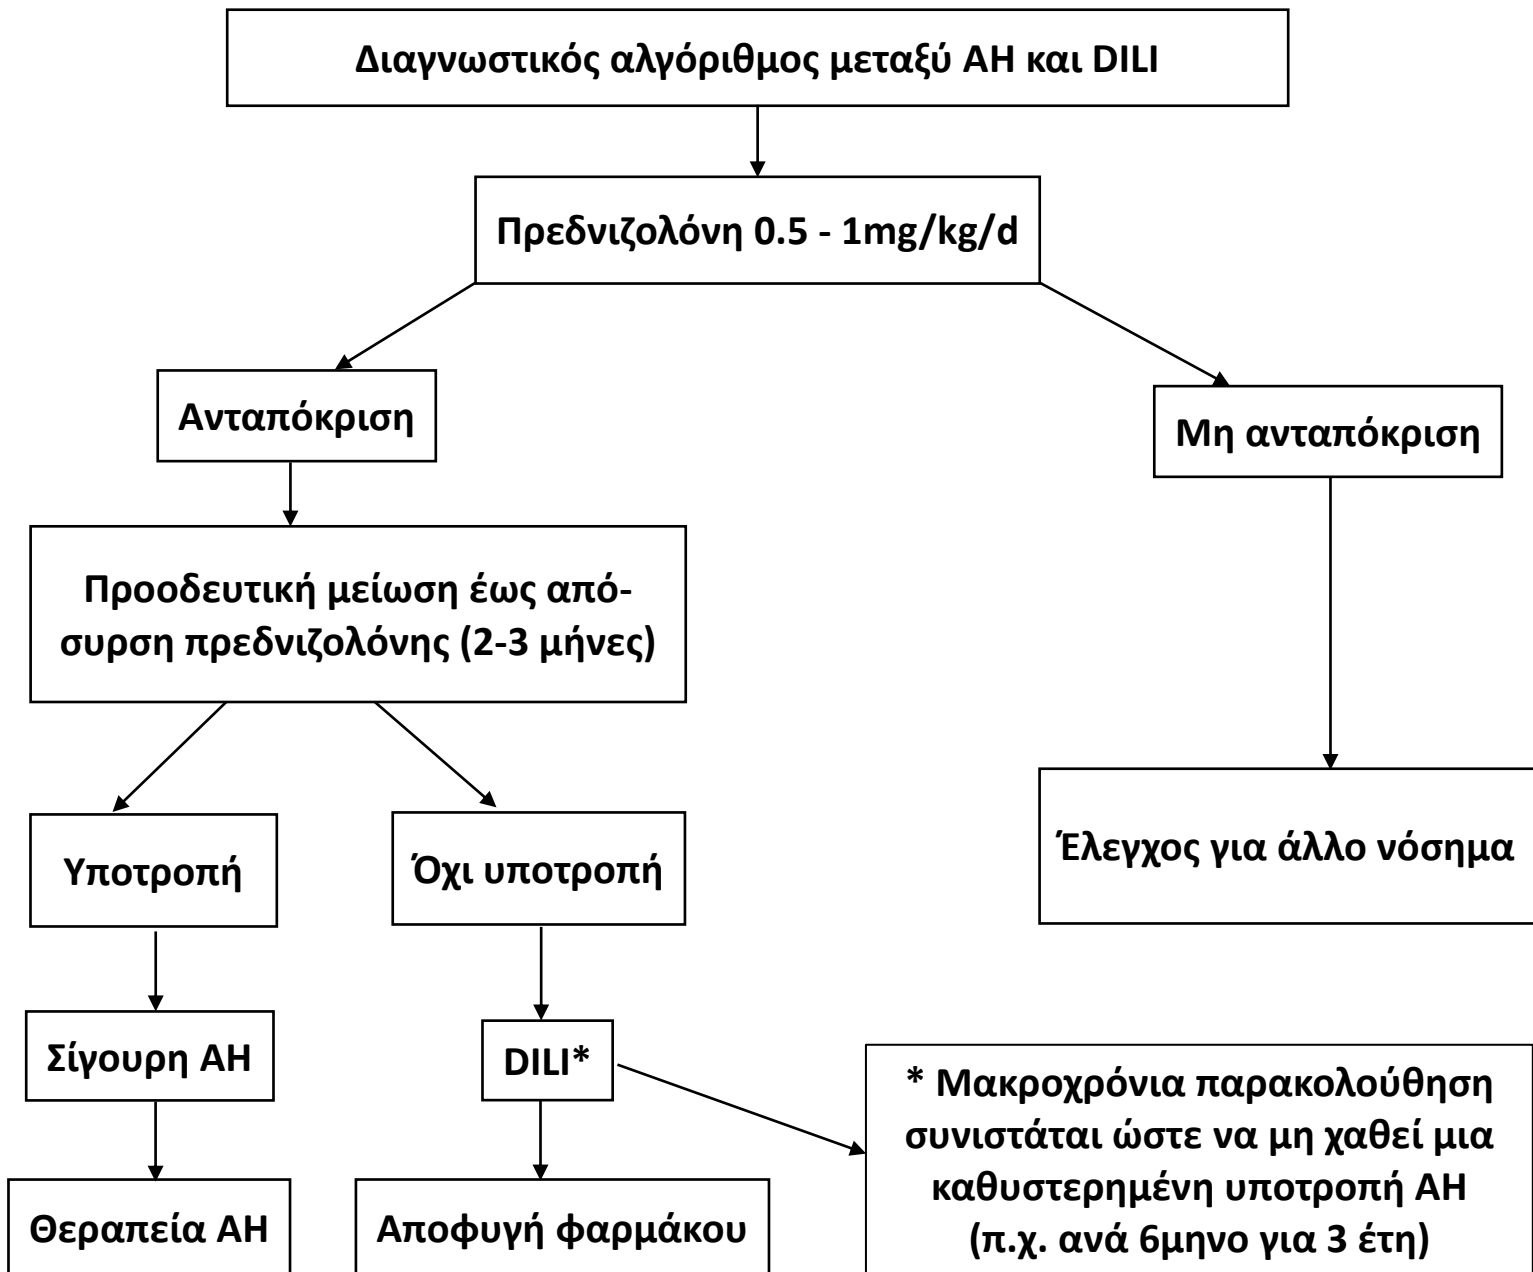 Διαγνωστικός αλγόριθμος μεταξύ ΑΗ και DILI
Πρεδνιζολόνη 0.5 - 1mg/kg/d
Ανταπόκριση
Μη ανταπόκριση
Προοδευτική μείωση έως από-
συρση πρεδνιζολόνης (2-3 μήνες)
Υποτροπή
Όχι υποτροπή
Έλεγχος για άλλο νόσημα
Σίγουρη ΑΗ
DILI*
Θεραπεία ΑΗ
Αποφυγή φαρμάκου
* Μακροχρόνια παρακολούθηση
συνιστάται ώστε να μη χαθεί μια
καθυστερημένη υποτροπή ΑΗ
(π.χ. ανά 6μηνο για 3 έτη)